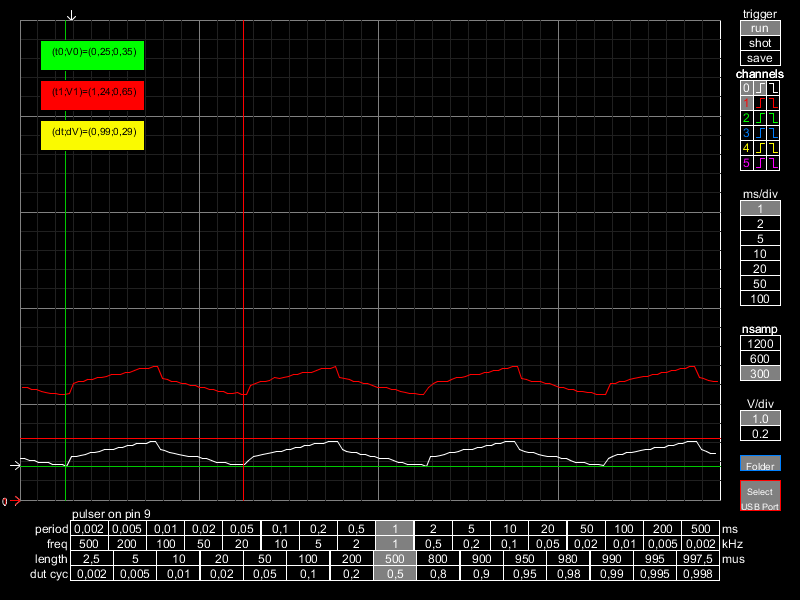 trigger
run
shot
save
channels
0
1
2
3
4
5
(t0;V0)=(0,25;0,35)
(t1;V1)=(1,24;0,65)
(dt;dV)=(0,99;0,29)
ms/div
1
2
5
10
20
50
100
nsamp
1200
600
300
V/div
1.0
0.2
Folder
Select
USB Port
0
pulser on pin 9
period 0,002 0,005 0,01 0,02 0,05 0,1 0,2 0,5 1 2 5 10 20 50 100 200 500 ms
freq 500 200 100 50 20 10 5 2 1 0,5 0,2 0,1 0,05 0,02 0,01 0,005 0,002 kHz
length 2,5 5 10 20 50 100 200 500 800 900 950 980 990 995 997,5 mus
dut cyc 0,002 0,005 0,01 0,02 0,05 0,1 0,2 0,5 0,8 0,9 0,95 0,98 0,99 0,995 0,998